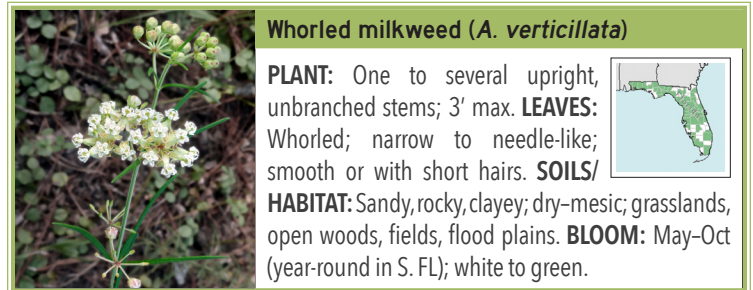 Whorled milkweed (A. verticillata)
PLANT: One to several upright,
unbranched stems; 3′ max. LEAVES:
Whorled; narrow to needle-like;
smooth or with short hairs. SOILS/
HABITAT: Sandy, rocky, clayey; dry–mesic; grasslands,
open woods, fields, flood plains. BLOOM: May–Oct
(year-round in S. FL); white to green.